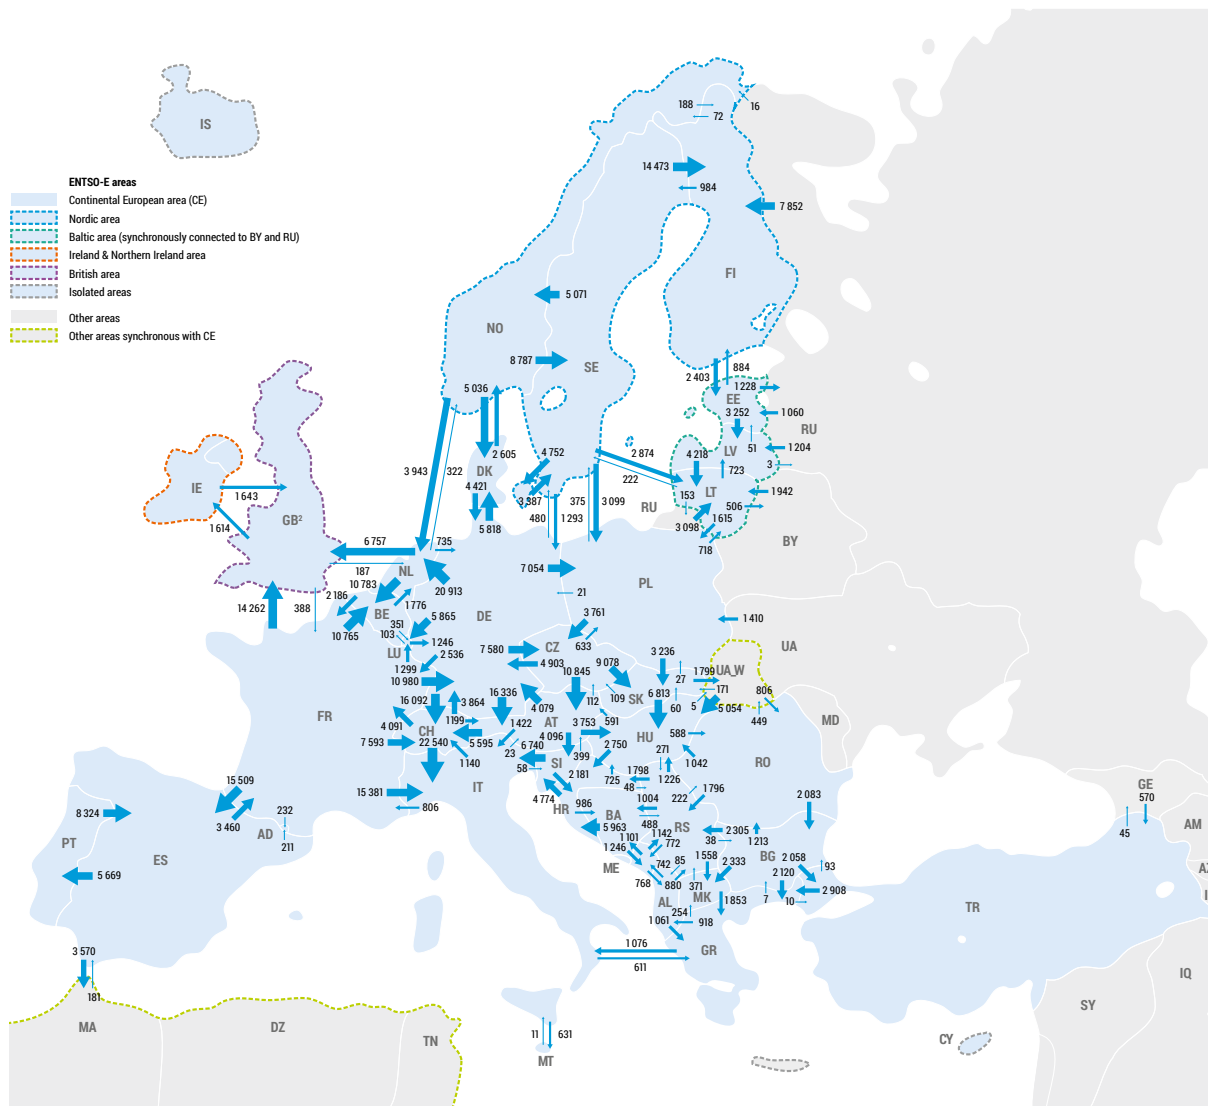 188
16
72
IS
14 473
984
7 852
ENTSO-E areas
Continental European area (CE)
Nordic area
Baltic area (synchronously connected to BY and RU)
Ireland & Northern Ireland area
British area
Isolated areas
Other areas
Other areas synchronous with CE
FI
5 071
NO
8 787
SE
2 403
884
5 036
1 228
EE
3 252
1 060
RU
2 605
4 752
2 874
51
1 204
LV
4 218
723
3
3 943
322
DK
222
4 421
3 387
375
3 099
153
LT
1 942
506
RU
IE
1 643
GB²
1 614
5 818
480
1 293
3 098
1 615
718
BY
6 757
735
187
NL
10 783
20 913
7 054
PL
21
2 186
1 776
14 262
388
BE
10 765
5 865
DE
3 761
1 410
351
103
1 246
633
UA
LU
1 299
2 536
7 580
CZ
4 903
9 078
3 236
27
1 799
UA_W
10 980
10 845
171
806
16 092
3 864
16 336
4 079
112
109
SK
6 813
60
5
5 054
449
MD
FR
4 091
1199
CH
1 422
AT
3 753
591
HU
588
7 593
22 540
5 595
23
6 740
4 096
399
2 750
1 042
RO
1140
58
SI
271
IT
2 181
725
1798
1 226
15 381
806
4 774
HR
48
1 796
15 509
986
BA
1004
222
2 083
GE
570
8 324
3 460
232
AD
211
5 963
488
RS
2 305
1 213
45
AM
PT
ES
1 101
1 246
1142
772
38
BG
ME
742
85
1 558
2 333
2 058
93
5 669
768
880
371
2 120
2 908
AL
MK
7
10
1 853
TR
254
1 061
918
GR
1 076
611
3 570
181
IQ
SY
MA
DZ
TN
11
631
MT
CY